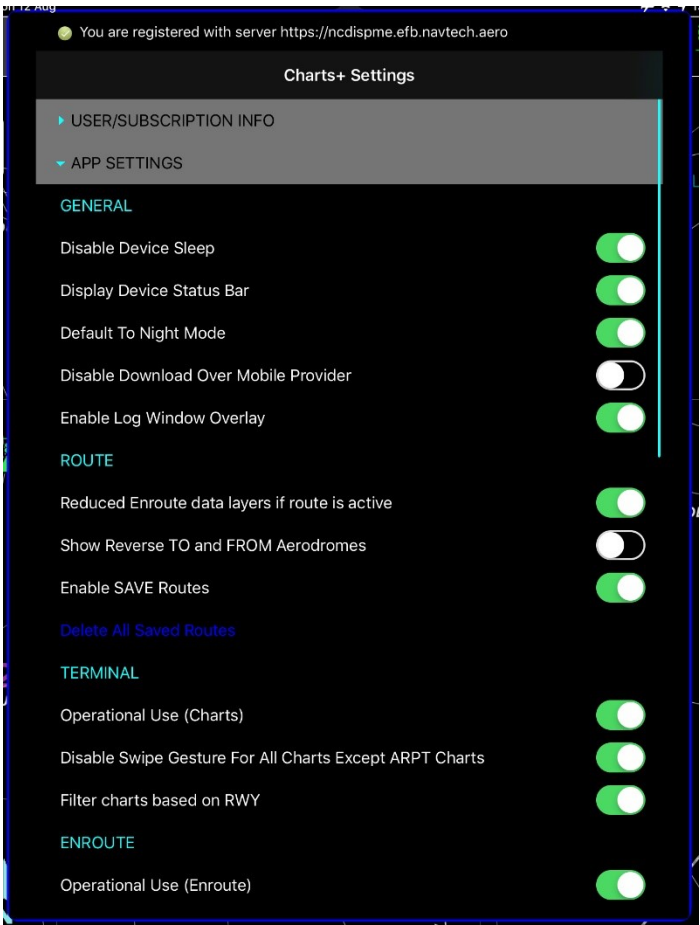 12 Aug
You are registered with server https://ncdispme.efb.navtech.aero
Charts+ Settings
USER/SUBSCRIPTION INFO
APP SETTINGS
GENERAL
Disable Device Sleep
Display Device Status Bar
Default To Night Mode
Disable Download Over Mobile Provider
Enable Log Window Overlay
ROUTE
Reduced Enroute data layers if route is active
Show Reverse TO and FROM Aerodromes
Enable SAVE Routes
Delete All Saved Routes
TERMINAL
Operational Use (Charts)
Disable Swipe Gesture For All Charts Except ARPT Charts
Filter charts based on RWY
ENROUTE
Operational Use (Enroute)